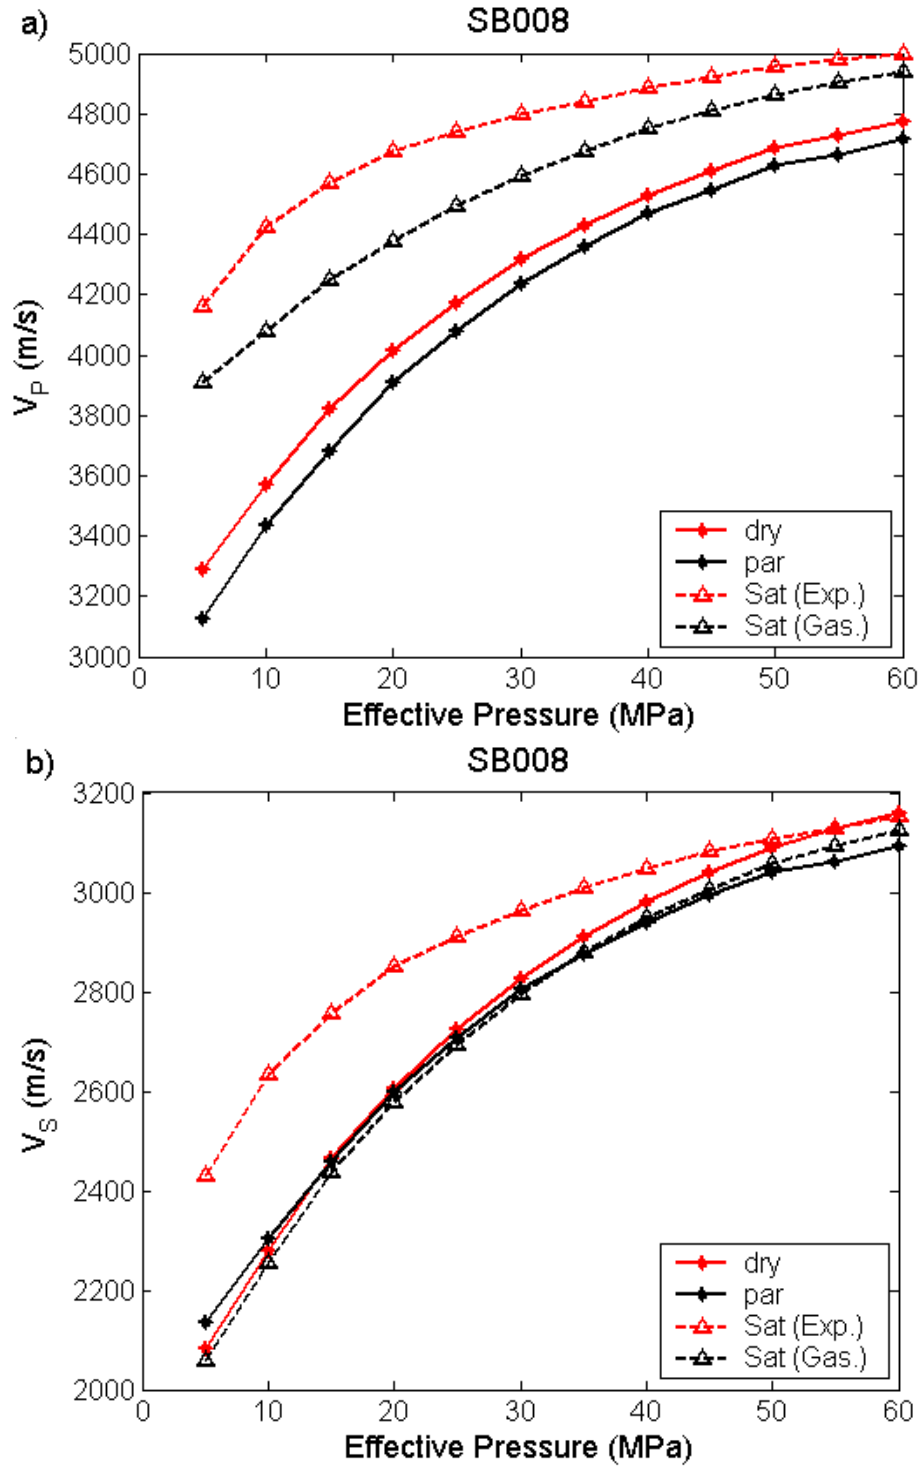 a)
SB008
5000
4800
4600
4400
4200
4000
3800
3600
3400
3200
3000
V_P (m/s)
dry
par
Sat (Exp.)
Sat (Gas.)
0 10 20 30 40 50 60
Effective Pressure (MPa)
b)
SB008
3200
3000
2800
2600
2400
2200
2000
V_S (m/s)
dry
par
Sat (Exp.)
Sat (Gas.)
0 10 20 30 40 50 60
Effective Pressure (MPa)